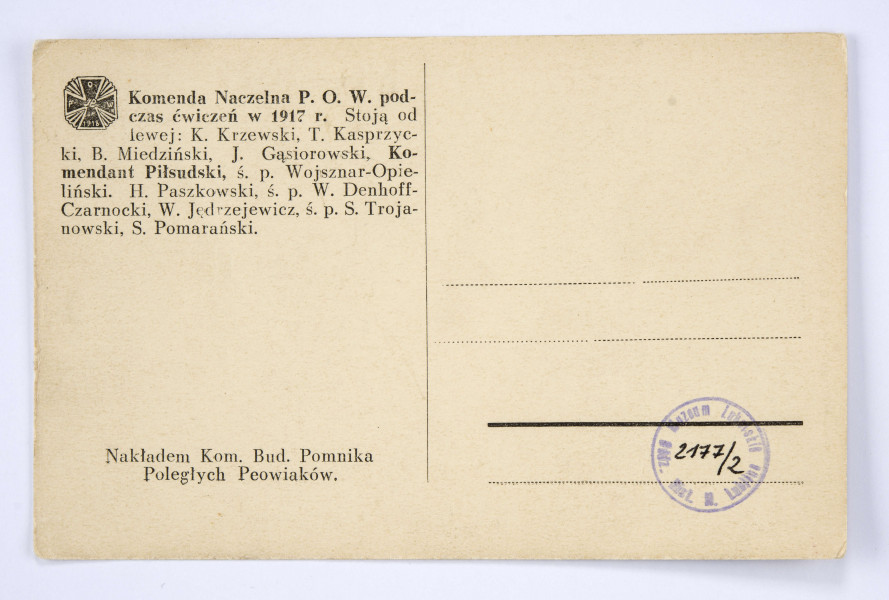 Komenda Naczelna P. O. W. pod-
czas ćwiczeń w 1917 r. Stoją od
lewej: K. Krzewski, T. Kasprzyc-
ki, B. Miedziński, J. Gąsiorowski, Ko-
mendant Piłsudski, ś. p. Wojsznar-Opie-
liński. H. Paszkowski, ś. p. W. Denhoff-
Czarnocki, W. Jędrzejewicz, ś. p. S. Troja-
nowski, S. Pomarański.
Nakładem Kom. Bud. Pomnika
Poległych Peowiaków.
Muzeum
2177/2